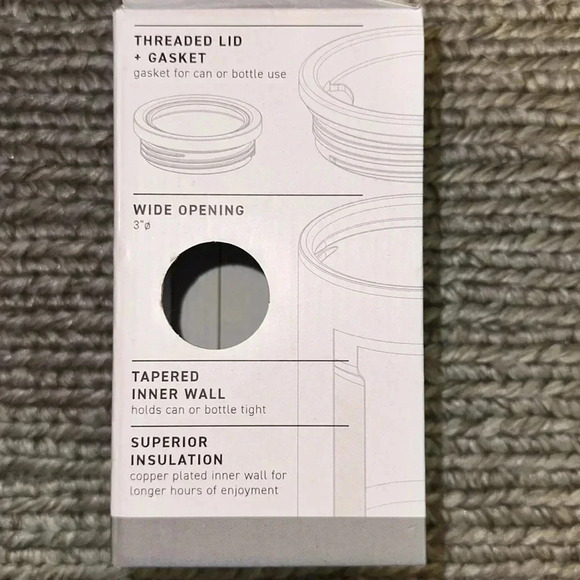 THREADED LID
+ GASKET
gasket for can or bottle use
WIDE OPENING
3"ø
TAPERED
INNER WALL
holds can or bottle tight
SUPERIOR
INSULATION
copper plated inner wall for
longer hours of enjoyment